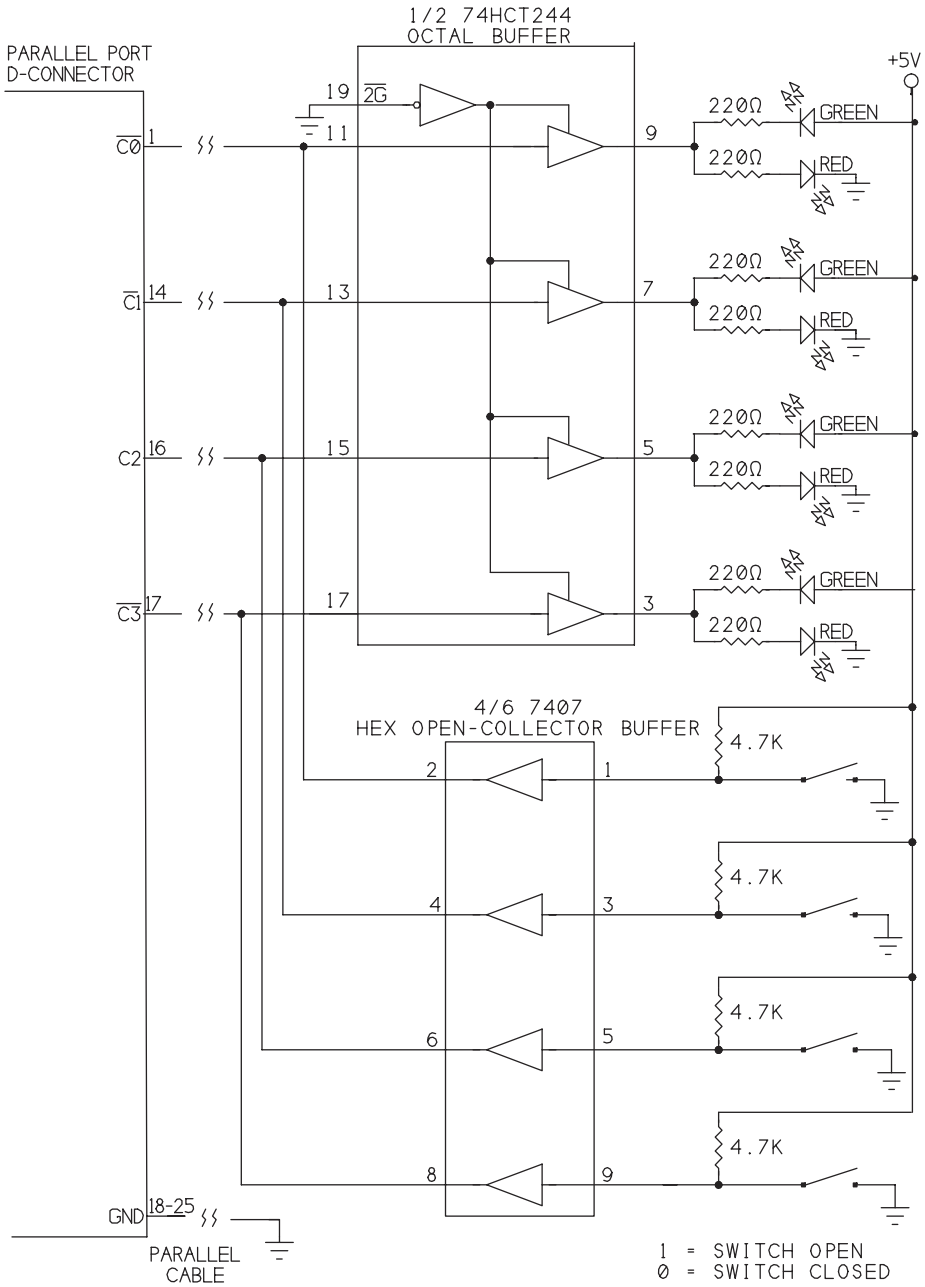 1/2 74HCT244
OCTAL BUFFER
PARALLEL PORT
D-CONNECTOR
+5V
19 2G
220Ω GREEN
C0 1 11 9
220Ω RED
220Ω GREEN
C1 14 13 7
220Ω RED
220Ω GREEN
C2 16 15 5
220Ω RED
220Ω GREEN
C3 17 17 3
220Ω RED
4/6 7407
HEX OPEN-COLLECTOR BUFFER
4.7K
2 1
4.7K
4 3
4.7K
6 5
4.7K
8 9
GND 18-25
PARALLEL
CABLE
1 = SWITCH OPEN
0 = SWITCH CLOSED